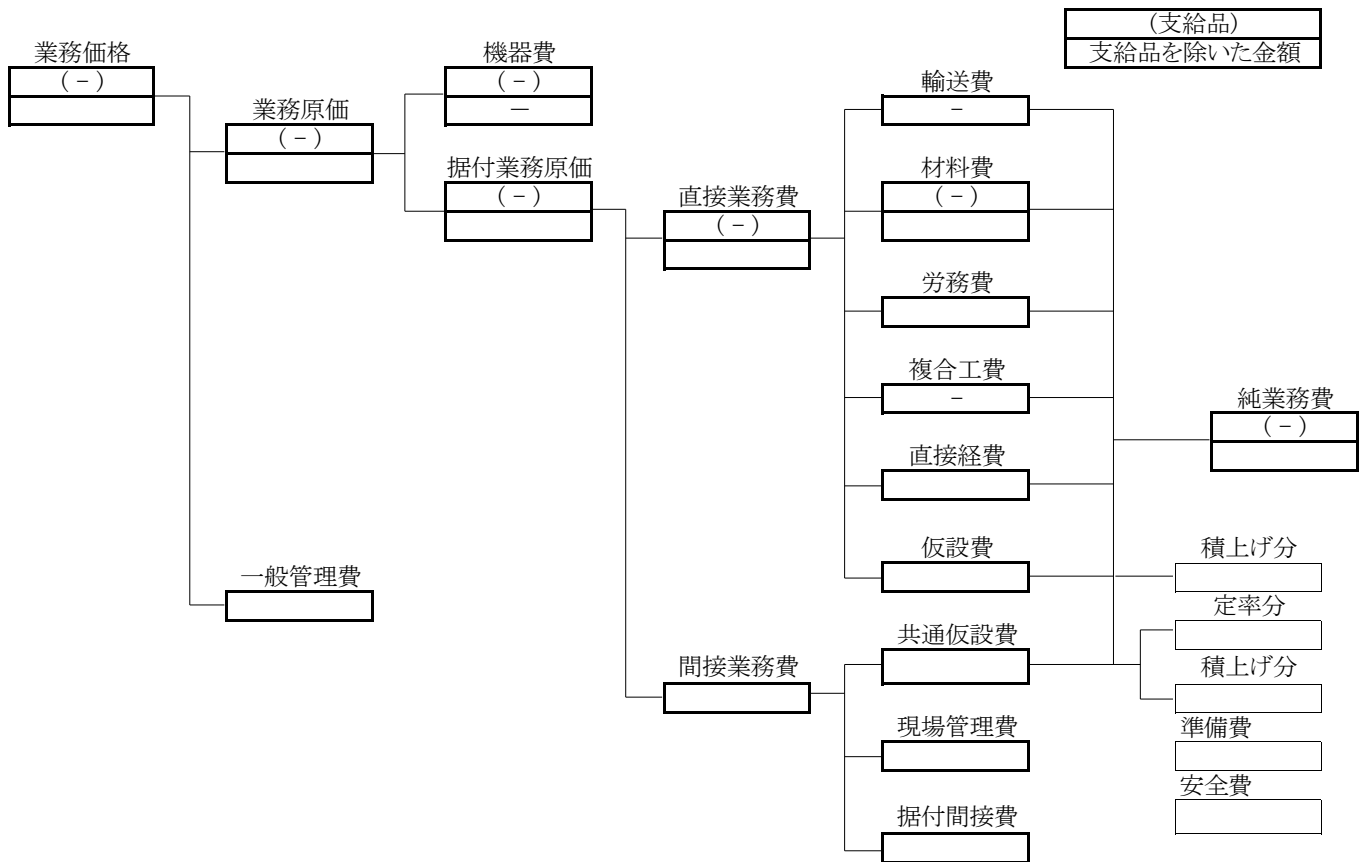 (支給品)
支給品を除いた金額
業務価格
(－)
業務原価
(－)
機器費
(－)
－
据付業務原価
(－)
直接業務費
(－)
輸送費
－
材料費
(－)
労務費
複合工費
－
直接経費
純業務費
(－)
仮設費
積上げ分
一般管理費
定率分
共通仮設費
間接業務費
積上げ分
現場管理費
準備費
安全費
据付間接費